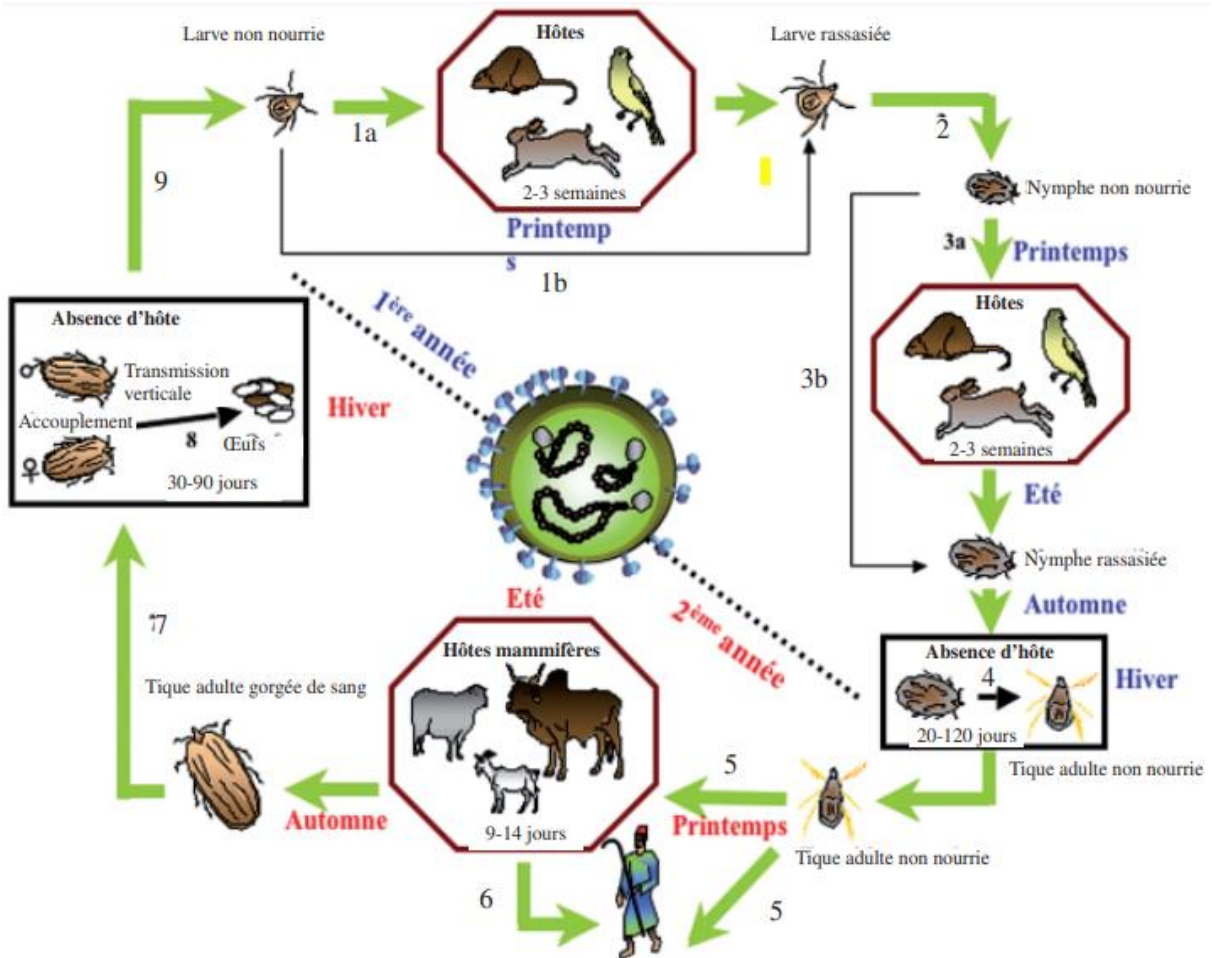 Larve non nourrie
Hôtes
Larve rassasiée
1a
2
9
2-3 semaines
Nymphe non nourrie
Printemp
s
1b
3a
Printemps
Absence d’hôte
Transmission
verticale
Accouplement
8
Œufs
30-90 jours
1ère année
Hiver
3b
Hôtes
2-3 semaines
Eté
Nymphe rassasiée
Automne
Eté
2ème année
7
Hôtes mammifères
Absence d’hôte
4
20-120 jours
Hiver
Tique adulte gorgée de sang
Tique adulte non nourrie
5
Automne
9-14 jours
Printemps
Tique adulte non nourrie
6
5